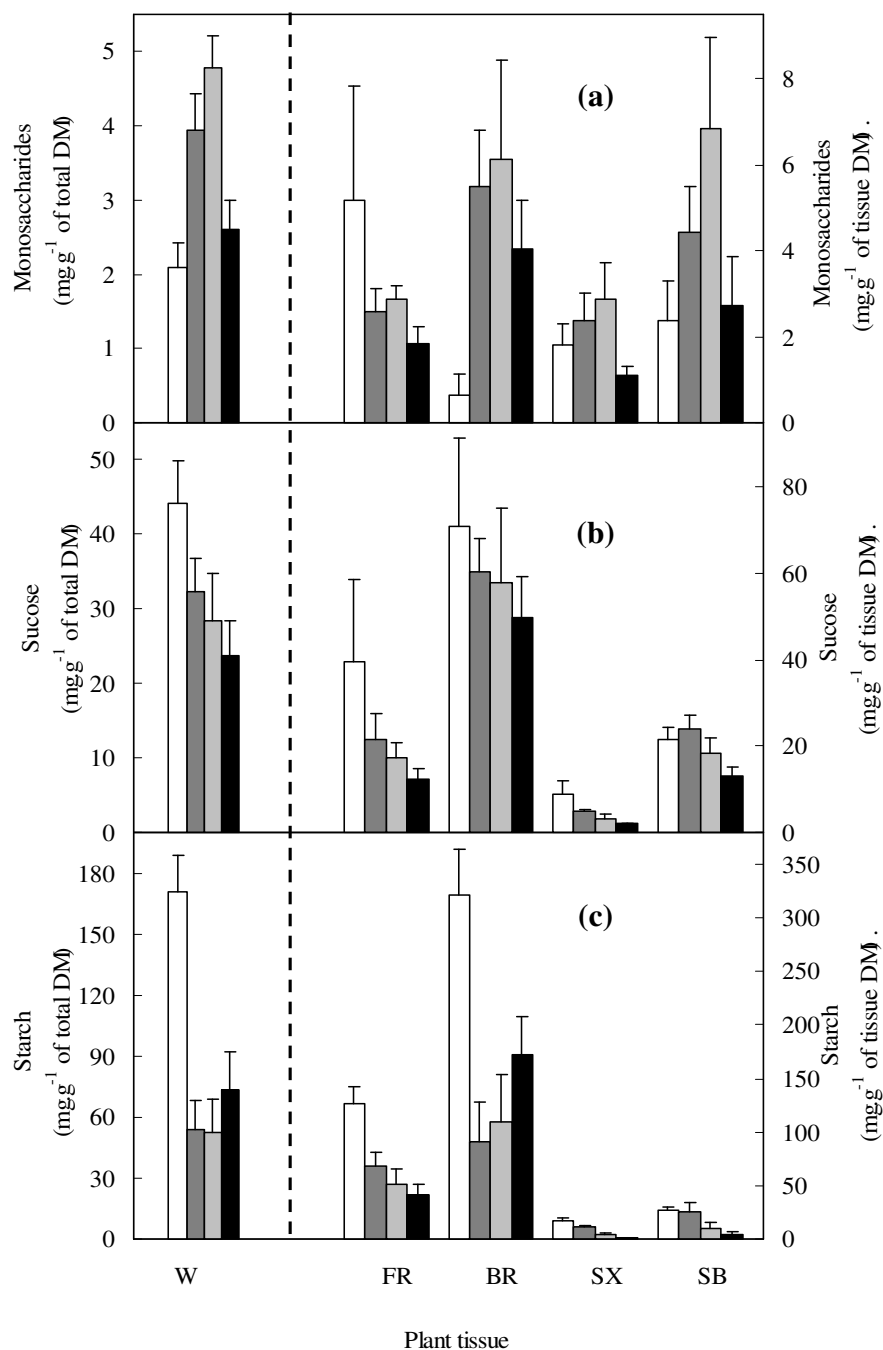 (a)
Monosaccharides
(mg.g-1 of total DM)
5
4
3
2
1
0
8
6
4
2
0
Monosaccharides
(mg.g-1 of tissue DM) .
(b)
Sucose
(mg.g-1 of total DM)
50
40
30
20
10
0
80
60
40
20
0
Sucose
(mg.g-1 of tissue DM) .
(c)
Starch
(mg.g-1 of total DM)
180
150
120
90
60
30
0
350
300
250
200
150
100
50
0
Starch
(mg.g-1 of tissue DM) .
W FR BR SX SB
Plant tissue